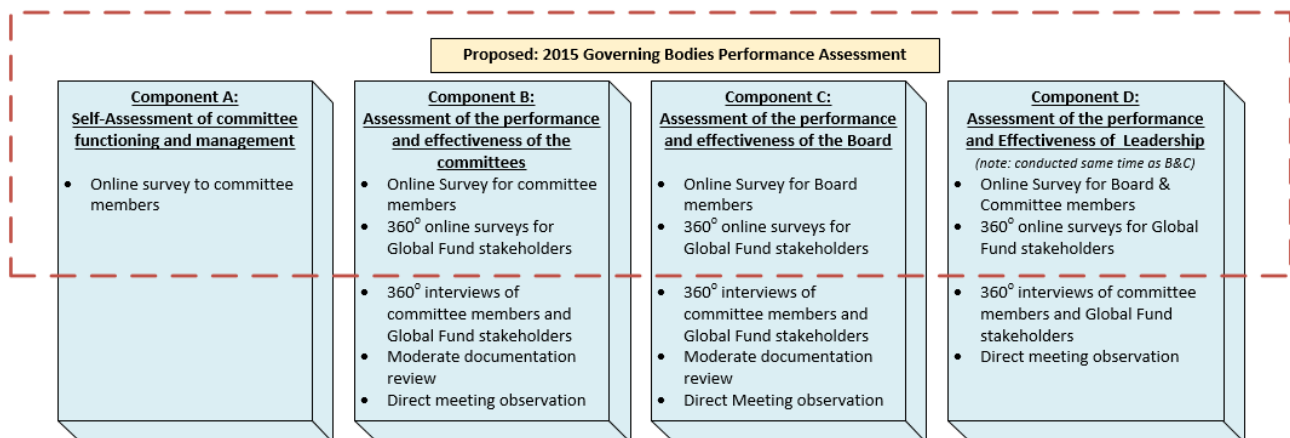 Proposed: 2015 Governing Bodies Performance Assessment
Component A:
Self-Assessment of committee
functioning and management
• Online survey to committee
members
Component B:
Assessment of the performance
and effectiveness of the
committees
• Online Survey for committee
members
• 360° online surveys for
Global Fund stakeholders
• 360° interviews of
committee members and
Global Fund stakeholders
• Moderate documentation
review
• Direct meeting observation
Component C:
Assessment of the performance
and effectiveness of the Board
• Online Survey for Board
members
• 360° online surveys for
Global Fund stakeholders
• 360° interviews of
committee members and
Global Fund stakeholders
• Moderate documentation
review
• Direct Meeting observation
Component D:
Assessment of the performance
and Effectiveness of Leadership
(note: conducted same time as B&C)
• Online Survey for Board &
Committee members
• 360° online surveys for Global
Fund stakeholders
• 360° interviews of committee
members and Global Fund
stakeholders
• Direct meeting observation